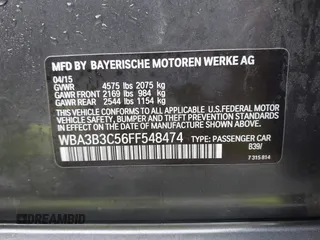 MFD BY BAYERISCHE MOTOREN WERKE AG
04/15
GVWR 4575 lbs 2075 kg
GAWR FRONT 2169 lbs 984 kg
GAWR REAR 2544 lbs 1154 kg
THIS VEHICLE CONFORMS TO ALL APPLICABLE U.S.FEDERAL MOTOR
VEHICLE SAFETY, BUMPER, AND THEFT PREVENTION STANDARDS IN
EFFECT ON THE DATE OF MANUFACTURE SHOWN ABOVE.
WBA3B3C56FF548474 TYPE: PASSENGER CAR
B39/
7 315 814
DREAMBID